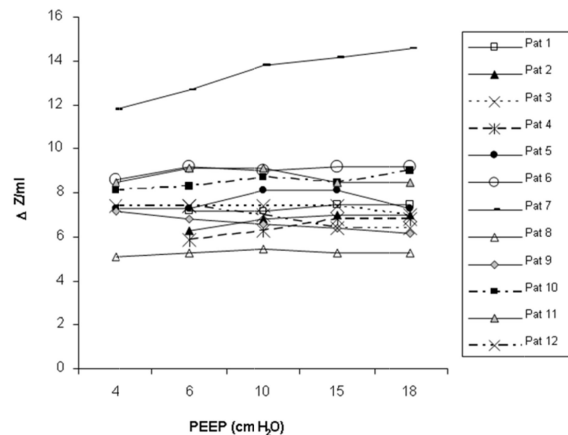 16
14
12
10
8
6
4
2
0
Δ Z/ml
4 6 10 15 18
PEEP (cm H₂O)
Pat 1
Pat 2
Pat 3
Pat 4
Pat 5
Pat 6
Pat 7
Pat 8
Pat 9
Pat 10
Pat 11
Pat 12